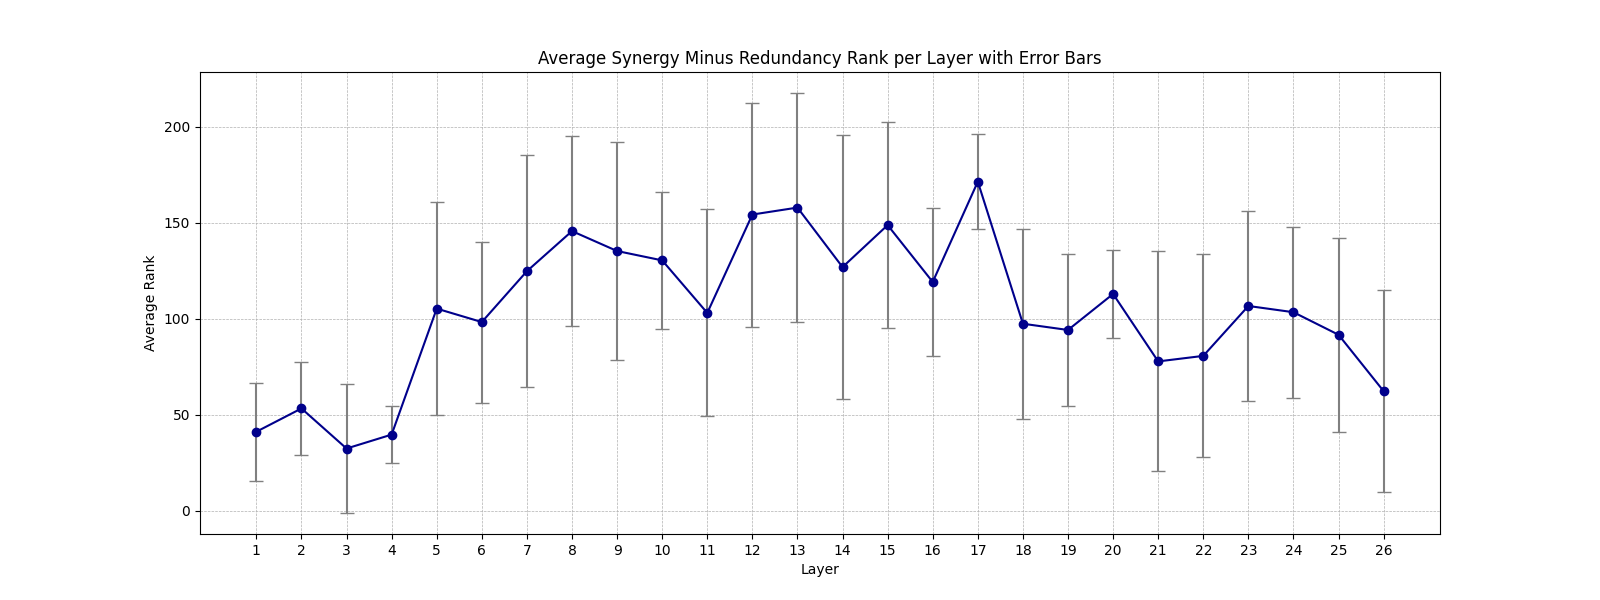 Average Synergy Minus Redundancy Rank per Layer with Error Bars
Average Rank
200
150
100
50
0
1 2 3 4 5 6 7 8 9 10 11 12 13 14 15 16 17 18 19 20 21 22 23 24 25 26
Layer